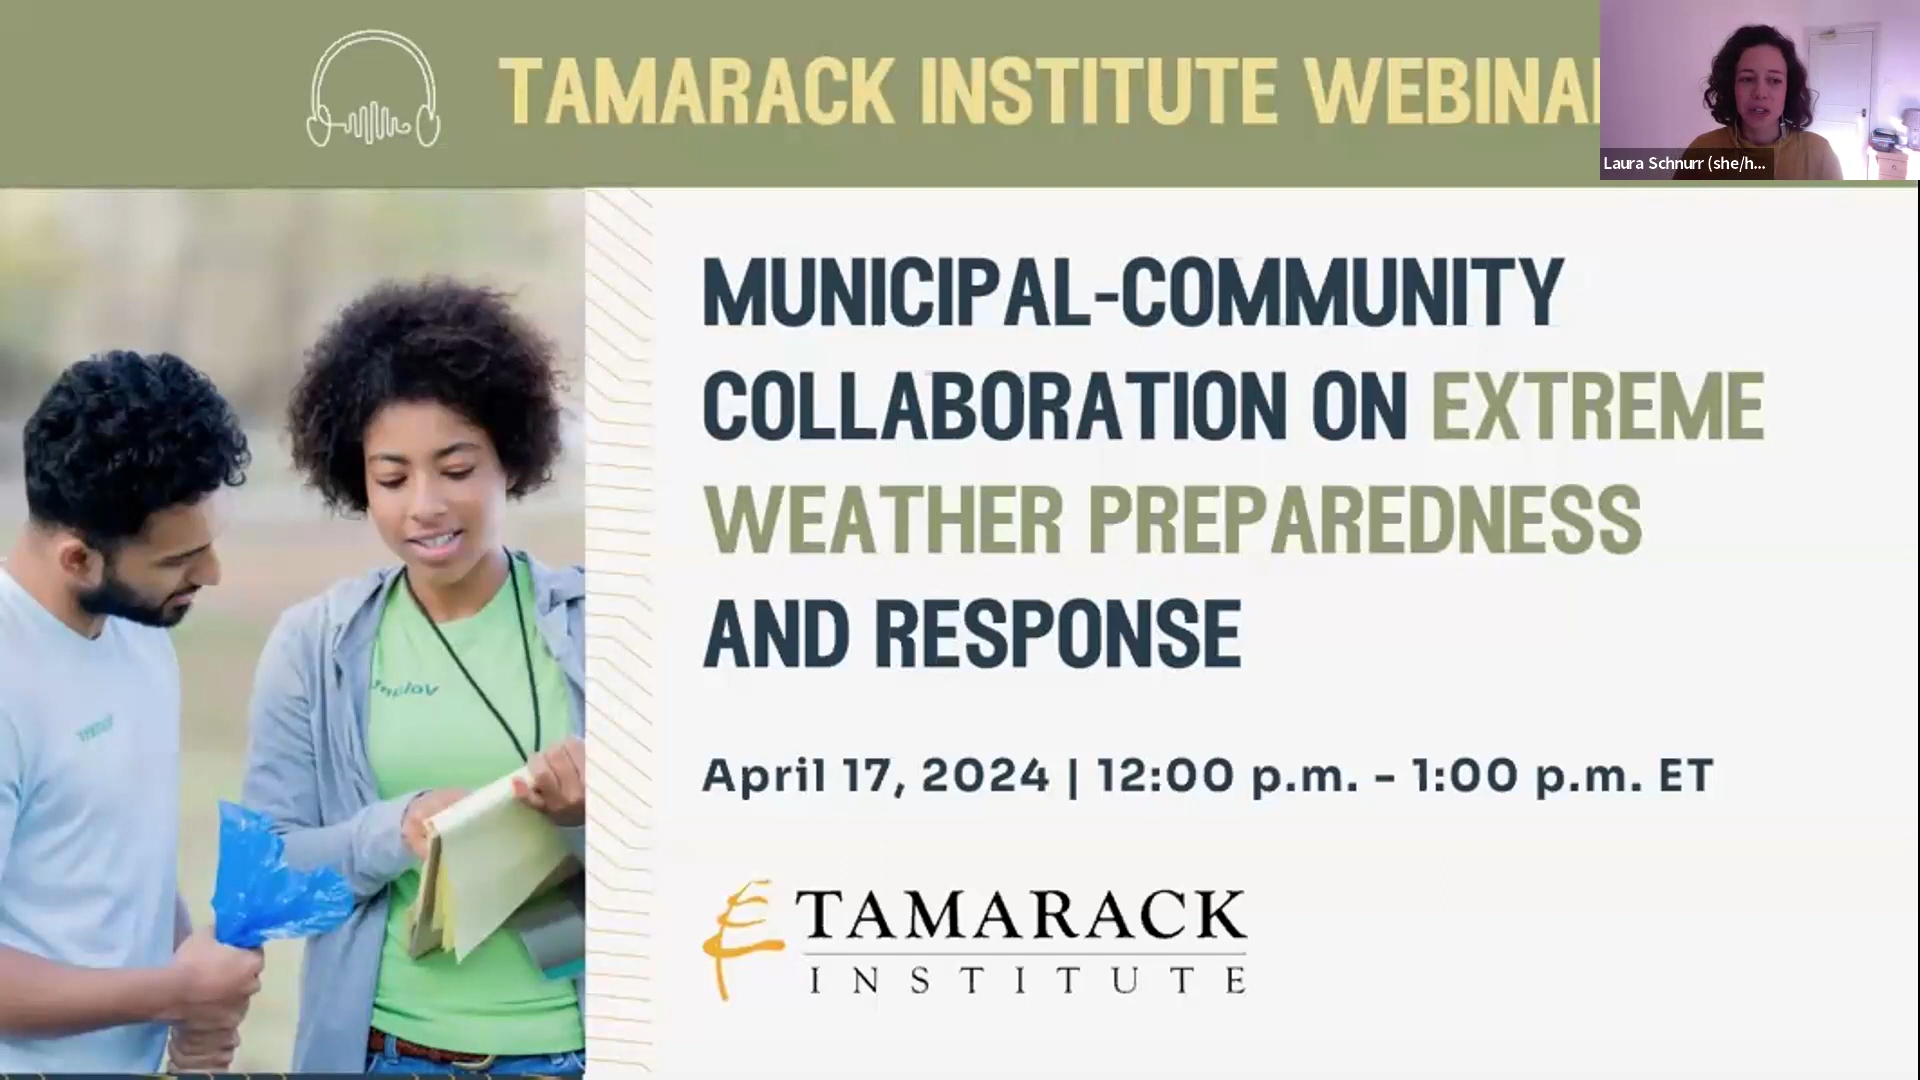 TAMARACK INSTITUTE WEBINA
Laura Schnurr (she/h...
MUNICIPAL-COMMUNITY
COLLABORATION ON EXTREME
WEATHER PREPAREDNESS
AND RESPONSE
April 17, 2024 | 12:00 p.m. – 1:00 p.m. ET
TAMARACK
INSTITUTE